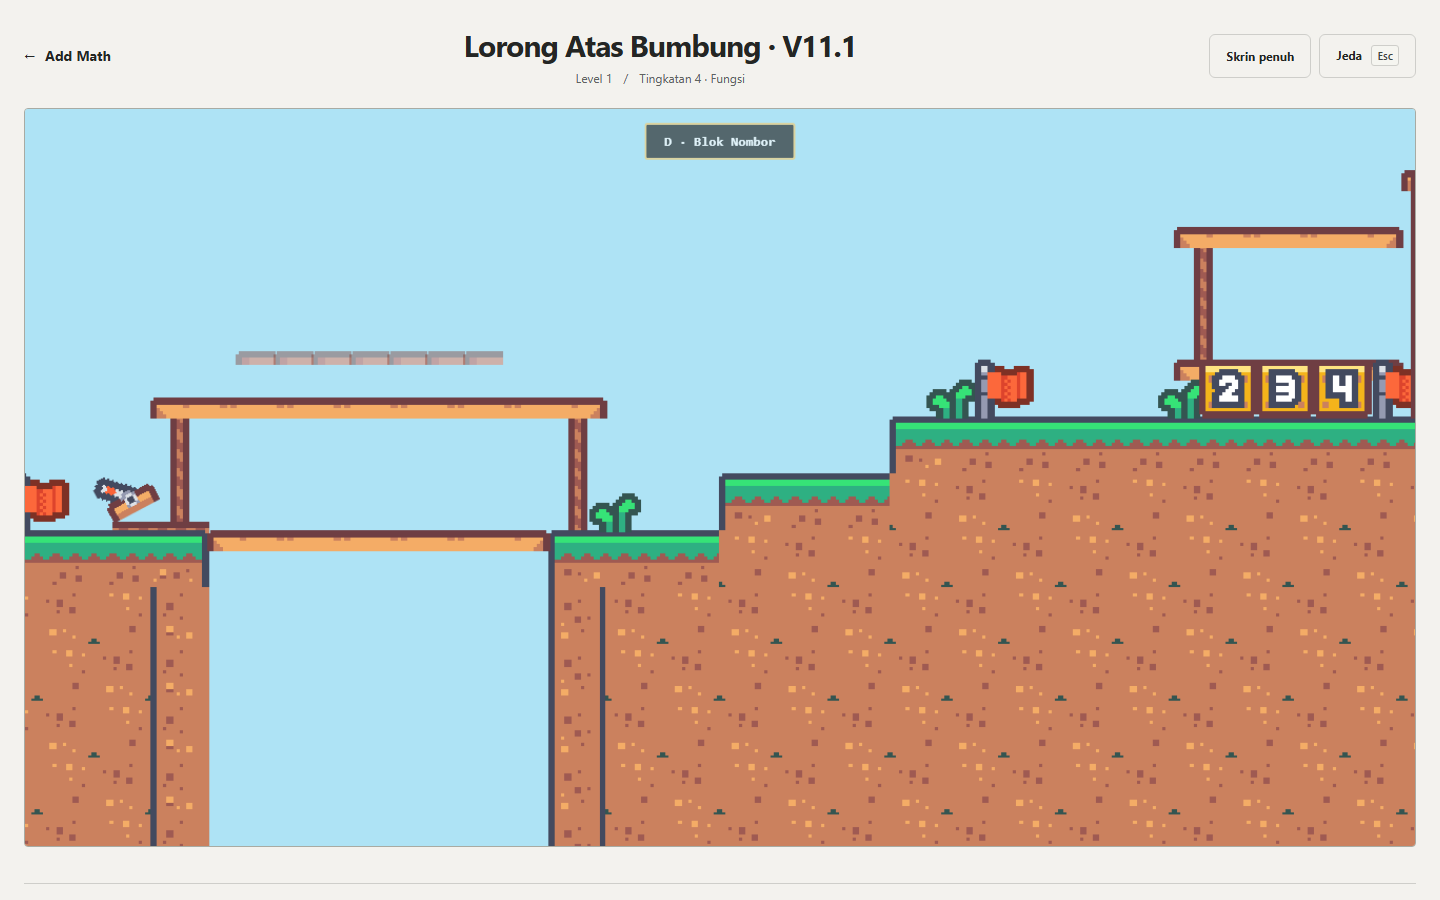 ← Add Math
Lorong Atas Bumbung · V11.1
Level 1 / Tingkatan 4 · Fungsi
Skrin penuh
Jeda Esc
D · Blok Nombor
2 3 4